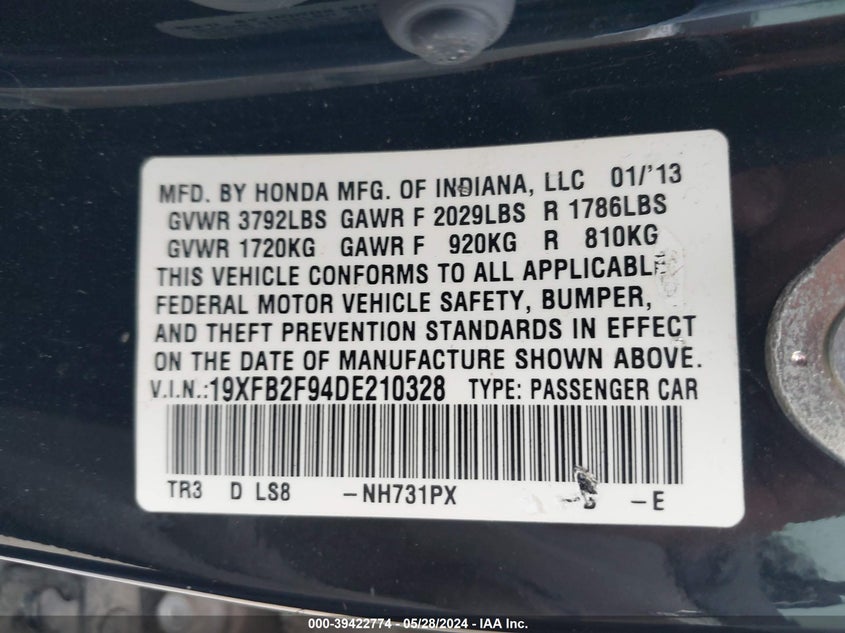 MFD. BY HONDA MFG. OF INDIANA, LLC 01/'13
GVWR 3792LBS GAWR F 2029LBS R 1786LBS
GVWR 1720KG GAWR F 920KG R 810KG
THIS VEHICLE CONFORMS TO ALL APPLICABLE
FEDERAL MOTOR VEHICLE SAFETY, BUMPER,
AND THEFT PREVENTION STANDARDS IN EFFECT
ON THE DATE OF MANUFACTURE SHOWN ABOVE.
V.I.N.:19XFB2F94DE210328 TYPE: PASSENGER CAR
TR3 D LS8 -NH731PX -E
000-39422774 - 05/28/2024 - IAA Inc.